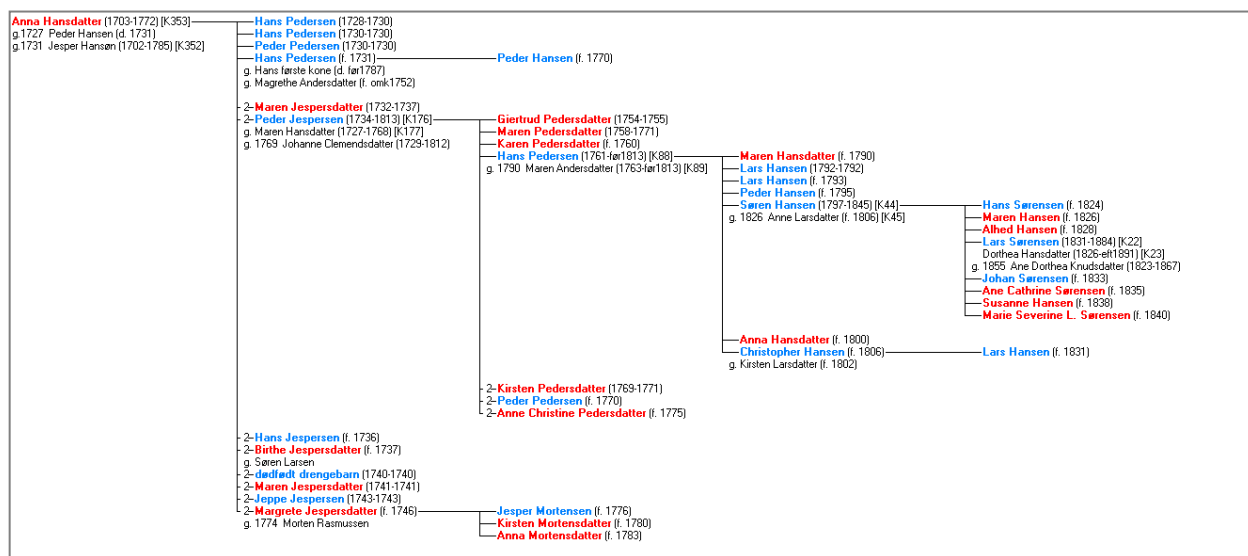 Anna Hansdatter (1703-1772) [K353]
g.1727 Peder Hansen (d. 1731)
g.1731 Jesper Hansøn (1702-1785) [K352]
Hans Pedersen (1728-1730)
Hans Pedersen (1730-1730)
Peder Pedersen (1730-1730)
Hans Pedersen (f. 1731)
g. Hans første kone (d. før1787)
g. Magrethe Andersdatter (f. omk1752)
Peder Hansen (f. 1770)
2 Maren Jespersdatter (1732-1737)
2 Peder Jespersen (1734-1813) [K176]
g. Maren Hansdatter (1727-1768) [K177]
g. 1769 Johanne Clemendsdatter (1729-1812)
Giertrud Pedersdatter (1754-1755)
Maren Pedersdatter (1758-1771)
Karen Pedersdatter (f. 1760)
Hans Pedersen (1761-før1813) [K88]
g. 1790 Maren Andersdatter (1763-før1813) [K89]
Maren Hansdatter (f. 1790)
Lars Hansen (1792-1792)
Lars Hansen (f. 1793)
Peder Hansen (f. 1795)
Søren Hansen (1797-1845) [K44]
g. 1826 Anne Larsdatter (f. 1806) [K45]
Hans Sørensen (f. 1824)
Maren Hansen (f. 1826)
Alhed Hansen (f. 1828)
Lars Sørensen (1831-1884) [K22]
Dorthea Hansdatter (1826-eft1891) [K23]
g. 1855 Ane Dorthea Knudsdatter (1823-1867)
Johan Sørensen (f. 1833)
Ane Cathrine Sørensen (f. 1835)
Susanne Hansen (f. 1838)
Marie Severine L. Sørensen (f. 1840)
Anna Hansdatter (f. 1800)
Christopher Hansen (f. 1806)
g. Kirsten Larsdatter (f. 1802)
Lars Hansen (f. 1831)
2 Kirsten Pedersdatter (1769-1771)
2 Peder Pedersen (f. 1770)
2 Anne Christine Pedersdatter (f. 1775)
2 Hans Jespersen (f. 1736)
2 Birthe Jespersdatter (f. 1737)
g. Søren Larsen
2 dødfødt drengebarn (1740-1740)
2 Maren Jespersdatter (1741-1741)
2 Jeppe Jespersen (1743-1743)
2 Margrete Jespersdatter (f. 1746)
g. 1774 Morten Rasmussen
Jesper Mortensen (f. 1776)
Kirsten Mortensdatter (f. 1780)
Anna Mortensdatter (f. 1783)